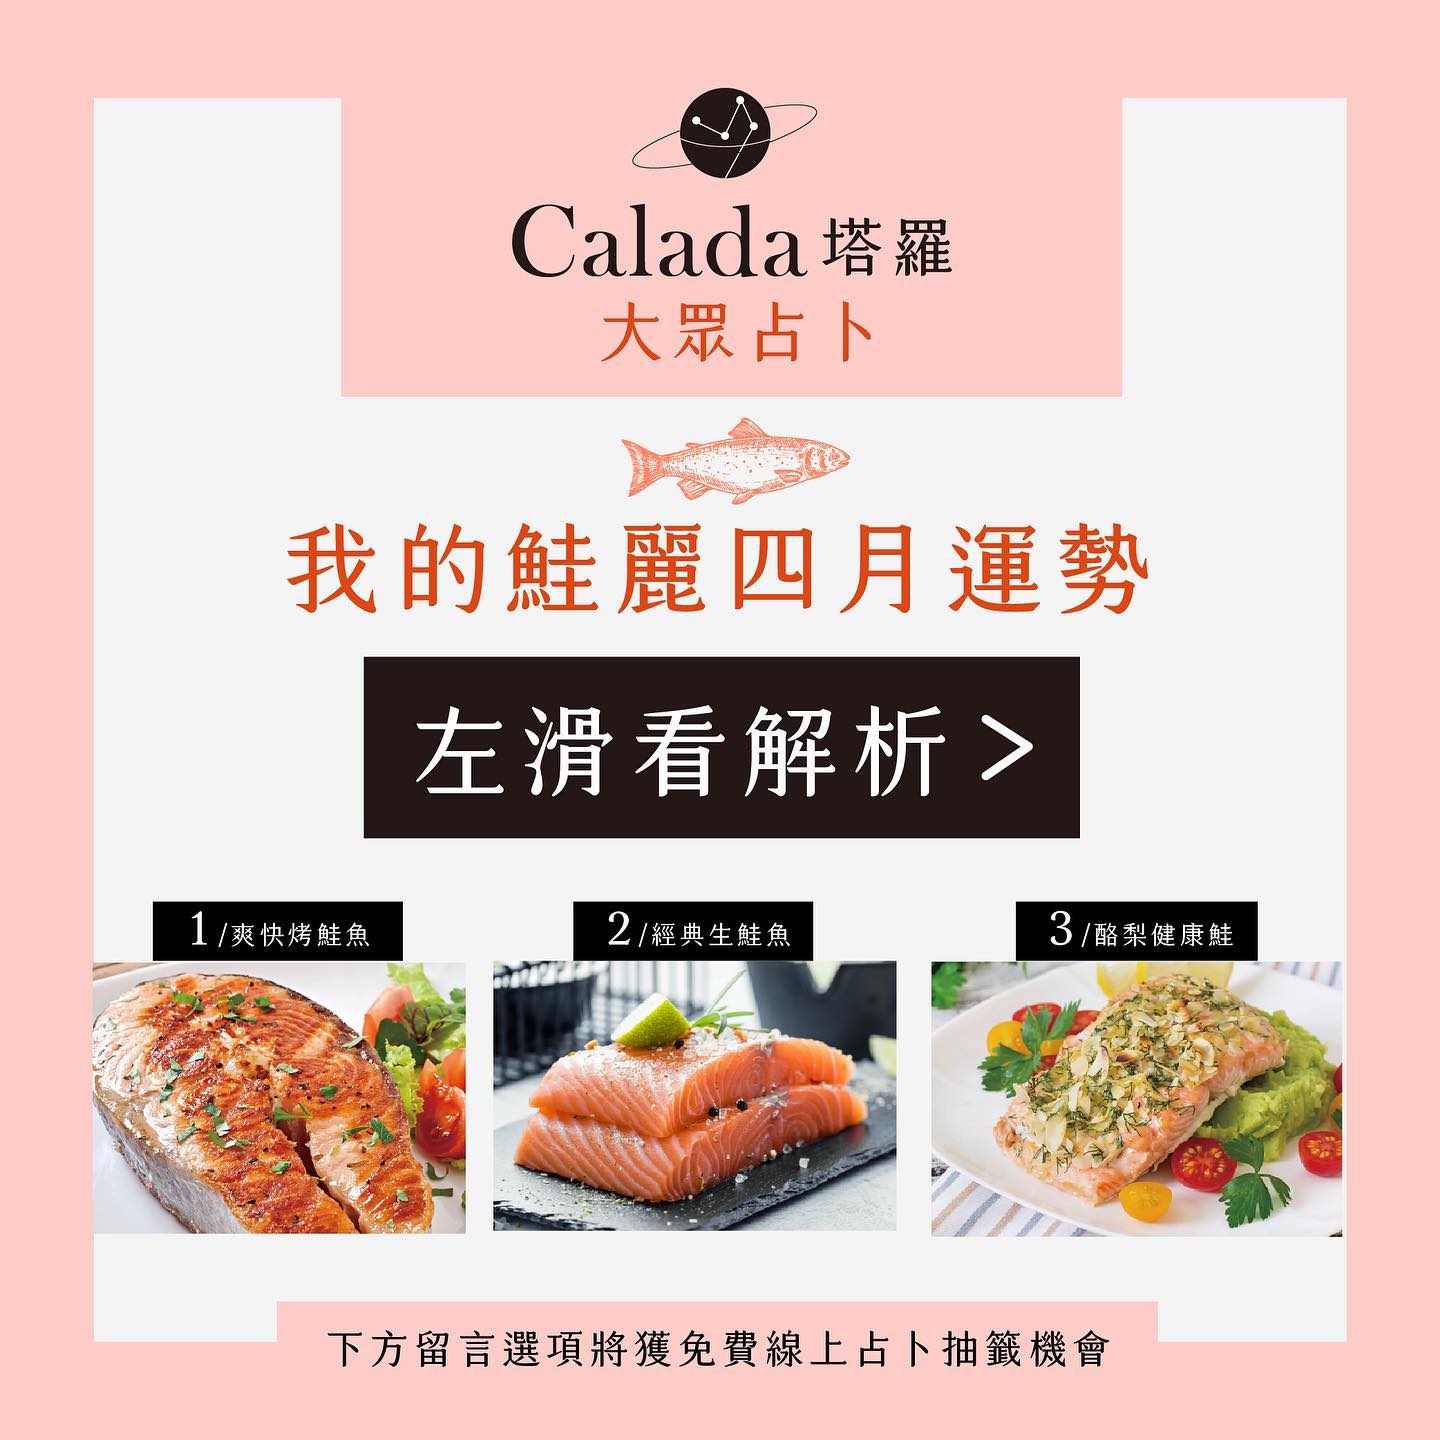 Calada 塔羅
大眾占卜
我的鮭麗四月運勢
左滑看解析 >
1/爽快烤鮭魚
2/經典生鮭魚
3/酪梨健康鮭
下方留言選項將獲免費線上占卜抽籤機會